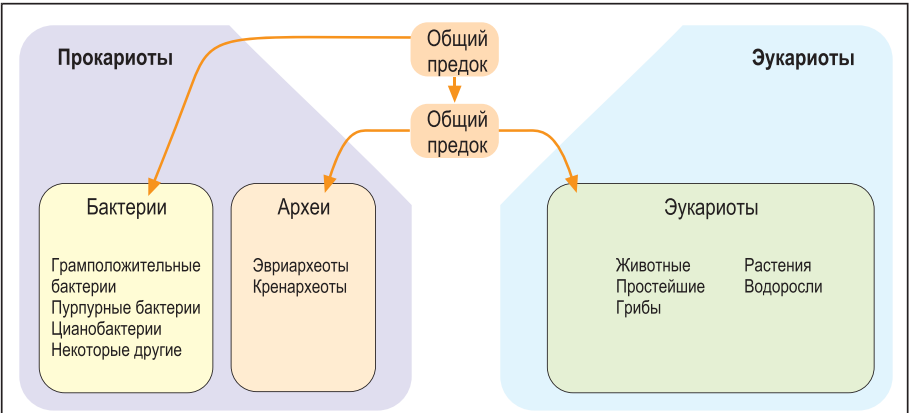 Общий
предок
Прокариоты
Эукариоты
Общий
предок
Бактерии
Грамположительные
бактерии
Пурпурные бактерии
Цианобактерии
Некоторые другие
Археи
Эвриархеоты
Кренархеоты
Эукариоты
Животные
Простейшие
Грибы
Растения
Водоросли